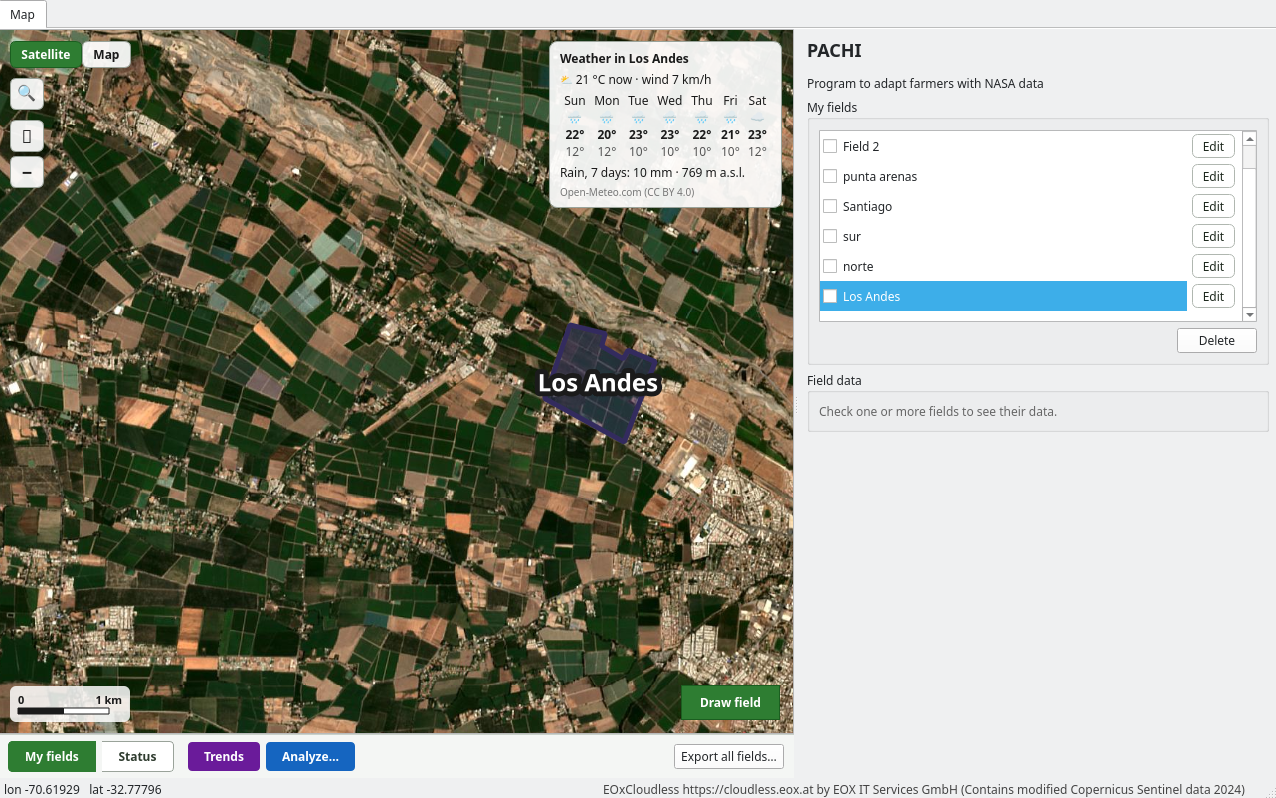 Map
Satellite
Map
Weather in Los Andes
21 °C now · wind 7 km/h
Sun Mon Tue Wed Thu Fri Sat
22° 20° 23° 23° 22° 21° 23°
12° 12° 10° 10° 10° 10° 12°
Rain, 7 days: 10 mm · 769 m a.s.l.
Open-Meteo.com (CC BY 4.0)
−
Los Andes
0 1 km
Draw field
My fields
Status
Trends
Analyze...
Export all fields...
PACHI
Program to adapt farmers with NASA data
My fields
Field 2 Edit
punta arenas Edit
Santiago Edit
sur Edit
norte Edit
Los Andes Edit
Delete
Field data
Check one or more fields to see their data.
lon -70.61929 lat -32.77796
EOxCloudless https://cloudless.eox.at by EOX IT Services GmbH (Contains modified Copernicus Sentinel data 2024)